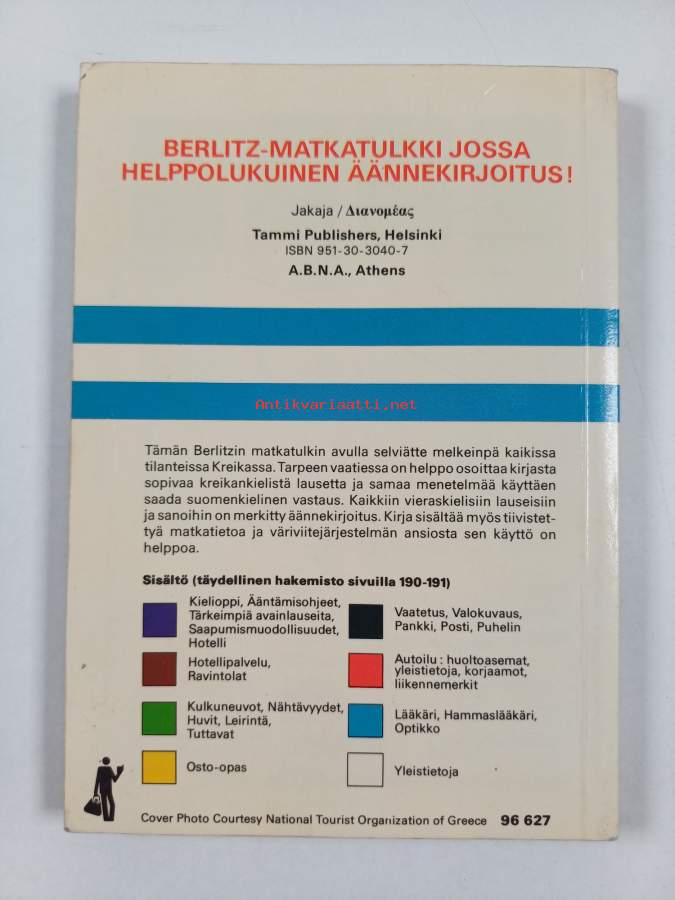 BERLITZ-MATKATULKKI JOSSA
HELPPOLUKUINEN ÄÄNNEKIRJOITUS!
Jakaja / Διανομέας
Tammi Publishers, Helsinki
ISBN 951-30-3040-7
A.B.N.A., Athens
Antikvariaatti.net
Tämän Berlitzin matkatulkin avulla selviätte melkeinpä kaikissa
tilanteissa Kreikassa. Tarpeen vaatiessa on helppo osoittaa kirjasta
sopivaa kreikankielistä lausetta ja samaa menetelmää käyttäen
saada suomenkielinen vastaus. Kaikkiin vieraskielisiin lauseisiin
ja sanoihin on merkitty äännekirjoitus. Kirja sisältää myös tiivistet-
tyä matkatietoa ja väriviitejärjestelmän ansiosta sen käyttö on
helppoa.
Sisältö (täydellinen hakemisto sivuilla 190-191)
Kielioppi, Ääntämisohjeet,
Tärkeimpiä avainlauseita,
Saapumismuodollisuudet,
Hotelli
Hotellipalvelu,
Ravintolat
Kulkuneuvot, Nähtävyydet,
Huvit, Leirintä,
Tuttavat
Osto-opas
Vaatetus, Valokuvaus,
Pankki, Posti, Puhelin
Autoilu: huoltoasemat,
yleistietoja, korjaamot,
liikennemerkit
Lääkäri, Hammaslääkäri,
Optikko
Yleistietoja
Cover Photo Courtesy National Tourist Organization of Greece 96 627